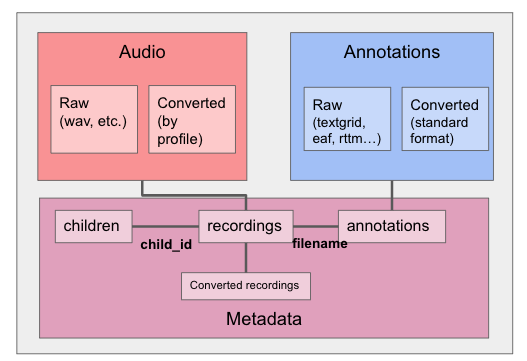 Audio
Annotations
Raw
(wav, etc.)
Converted
(by
profile)
Raw
(textgrid,
eaf, rttm…)
Converted
(standard
format)
children
recordings
annotations
child_id
filename
Converted recordings
Metadata